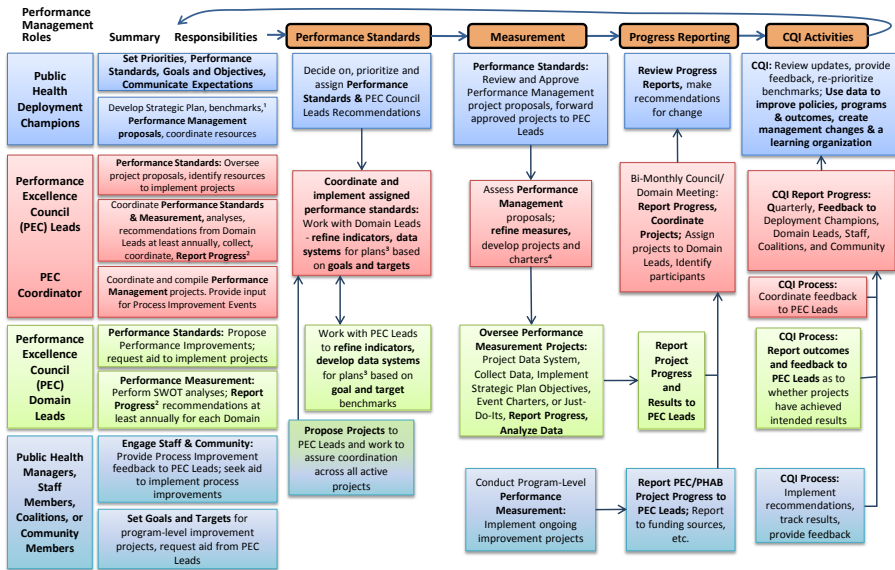 Performance
Management
Roles
Summary Responsibilities
Performance Standards
Measurement
Progress Reporting
CQI Activities
Public
Health
Deployment
Champions
Set Priorities, Performance
Standards, Goals and Objectives,
Communicate Expectations
Develop Strategic Plan, benchmarks,¹
Performance Management
proposals, coordinate resources
Decide on, prioritize and
assign Performance
Standards & PEC Council
Leads Recommendations
Performance Standards:
Review and Approve
Performance Management
project proposals, forward
approved projects to PEC
Leads
Review Progress
Reports, make
recommendations
for change
CQI: Review updates, provide
feedback, re-prioritize
benchmarks; Use data to
improve policies, programs
& outcomes, create
management changes & a
learning organization
Performance
Excellence
Council
(PEC) Leads
PEC
Coordinator
Performance Standards: Oversee
project proposals, identify resources
to implement projects
Coordinate Performance Standards
& Measurement, analyses,
recommendations from Domain
Leads at least annually, collect,
coordinate, Report Progress²
Coordinate and compile Performance
Management projects. Provide input
for Process Improvement Events
Coordinate and
implement assigned
performance standards:
Work with Domain Leads
- refine indicators, data
systems for plans³ based
on goals and targets
Assess Performance
Management
proposals;
refine measures,
develop projects and
charters⁴
Bi-Monthly Council/
Domain Meeting:
Report Progress,
Coordinate
Projects; Assign
projects to Domain
Leads, Identify
participants
CQI Report Progress:
Quarterly, Feedback to
Deployment Champions,
Domain Leads, Staff,
Coalitions, and Community
CQI Process:
Coordinate feedback
to PEC Leads
Performance
Excellence
Council
(PEC)
Domain
Leads
Performance Standards: Propose
Performance Improvements;
request aid to implement projects
Performance Measurement:
Perform SWOT analyses; Report
Progress² recommendations at
least annually for each Domain
Work with PEC Leads
to refine indicators,
develop data systems
for plans³ based on
goal and target
benchmarks
Oversee Performance
Measurement Projects:
Project Data System,
Collect Data, Implement
Strategic Plan Objectives,
Event Charters, or Just-
Do-Its, Report Progress,
Analyze Data
Report
Project
Progress
and
Results to
PEC Leads
CQI Process:
Report outcomes
and feedback to
PEC Leads as to
whether projects
have achieved
intended results
Public Health
Managers,
Staff
Members,
Coalitions, or
Community
Members
Engage Staff & Community:
Provide Process Improvement
feedback to PEC Leads; seek aid
to implement process
improvements
Set Goals and Targets for
program-level improvement
projects, request aid from PEC
Leads
Propose Projects to
PEC Leads and work to
assure coordination
across all active
projects
Conduct Program-Level
Performance
Measurement:
Implement ongoing
improvement projects
Report PEC/PHAB
Project Progress to
PEC Leads; Report
to funding sources,
etc.
CQI Process:
Implement
recommendations,
track results,
provide feedback